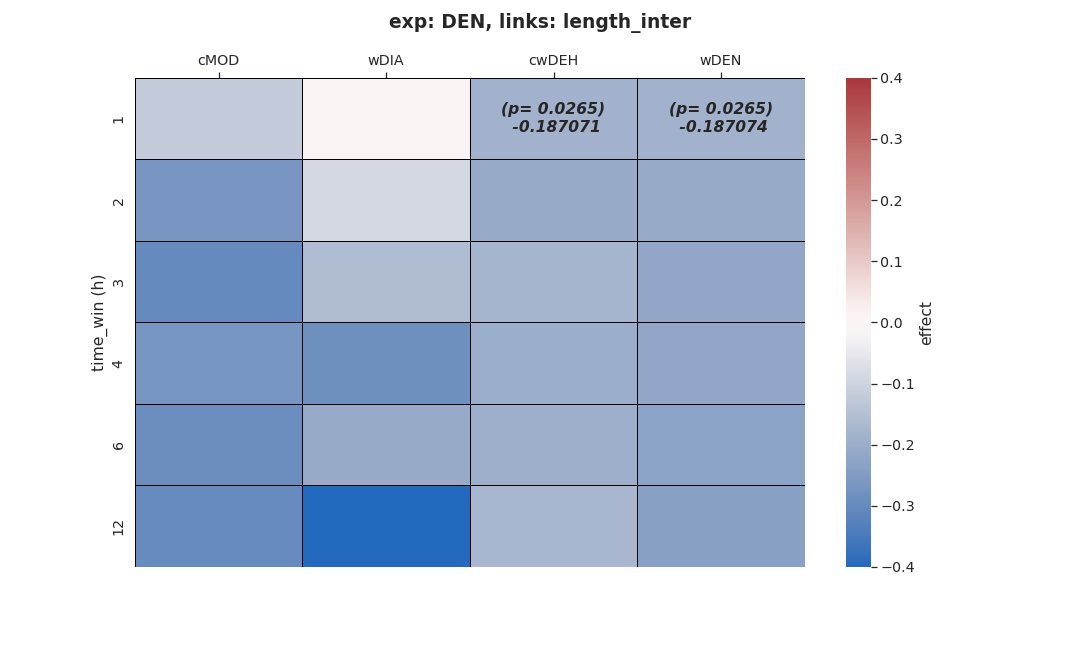 exp: DEN, links: length_inter
cMOD wDIA cwDEH wDEN
1
(p= 0.0265)
-0.187071
(p= 0.0265)
-0.187074
2
3
4
6
12
time_win (h)
0.4
0.3
0.2
0.1
0.0
−0.1
−0.2
−0.3
−0.4
effect